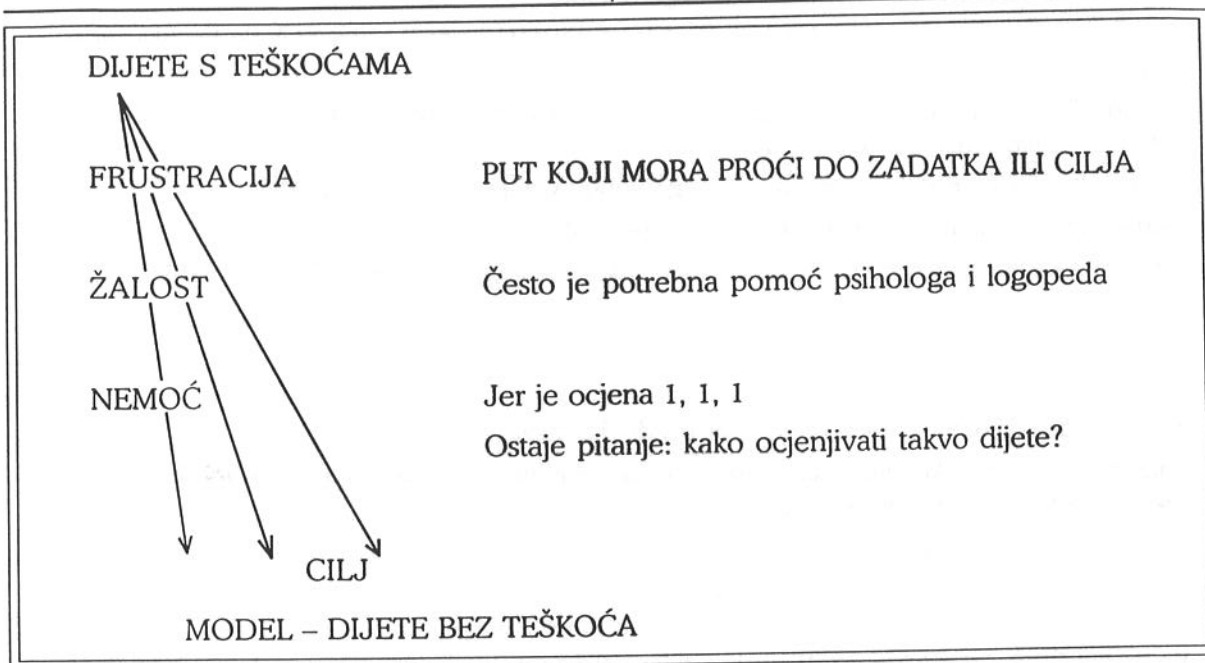 DIJETE S TEŠKOĆAMA
FRUSTRACIJA
PUT KOJI MORA PROĆI DO ZADATKA ILI CILJA
ŽALOST
Često je potrebna pomoć psihologa i logopeda
NEMOĆ
Jer je ocjena 1, 1, 1
Ostaje pitanje: kako ocjenjivati takvo dijete?
CILJ
MODEL – DIJETE BEZ TEŠKOĆA